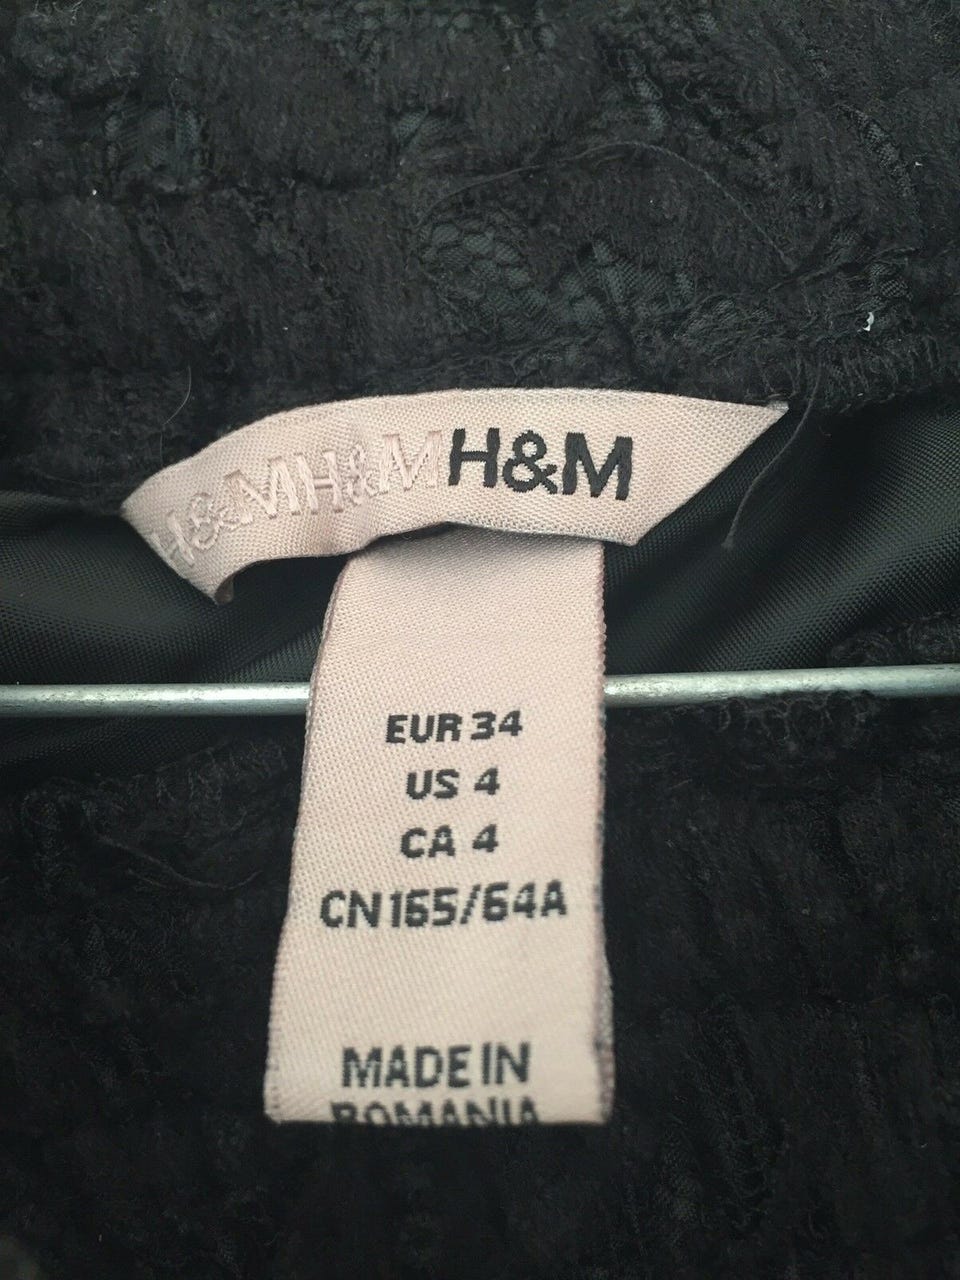 H&MH&MH&M
EUR 34
US 4
CA 4
CN165/64A
MADE IN
ROMANIA